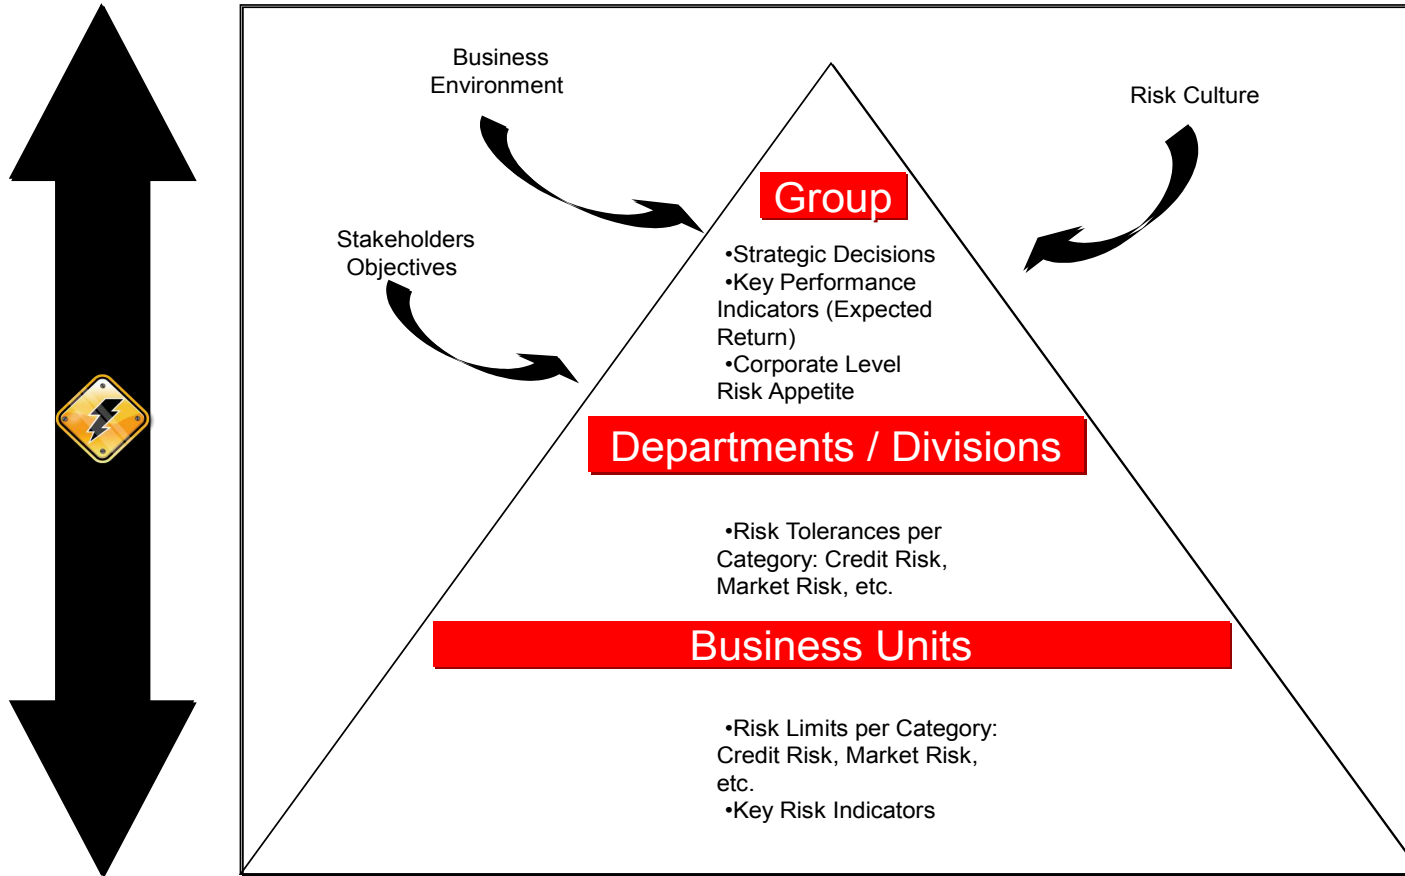 Business
Environment
Risk Culture
Group
Stakeholders
Objectives
•Strategic Decisions
•Key Performance
Indicators (Expected
Return)
•Corporate Level
Risk Appetite
Departments / Divisions
•Risk Tolerances per
Category: Credit Risk,
Market Risk, etc.
Business Units
•Risk Limits per Category:
Credit Risk, Market Risk,
etc.
•Key Risk Indicators